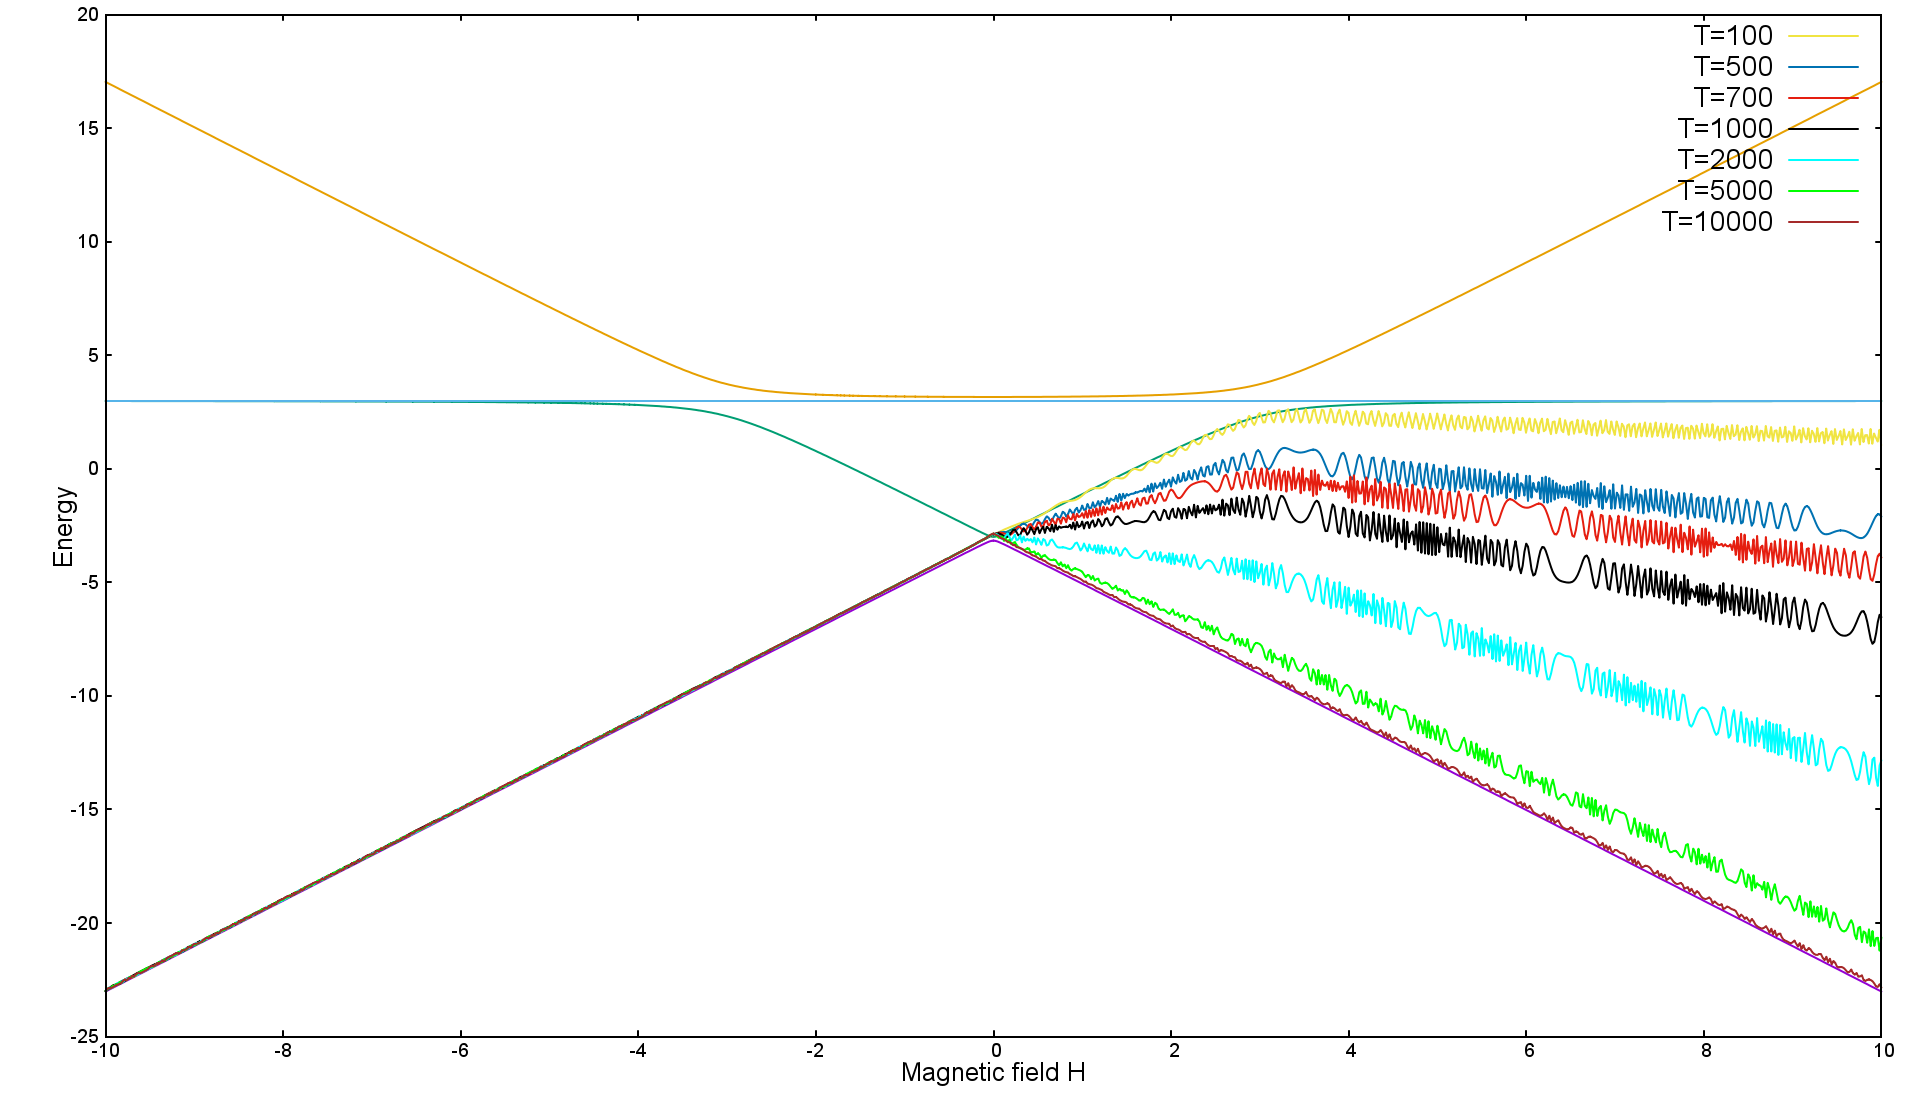 20
15
10
5
0
-5
-10
-15
-20
-25
Energy
-10 -8 -6 -4 -2 0 2 4 6 8 10
Magnetic field H
T=100
T=500
T=700
T=1000
T=2000
T=5000
T=10000